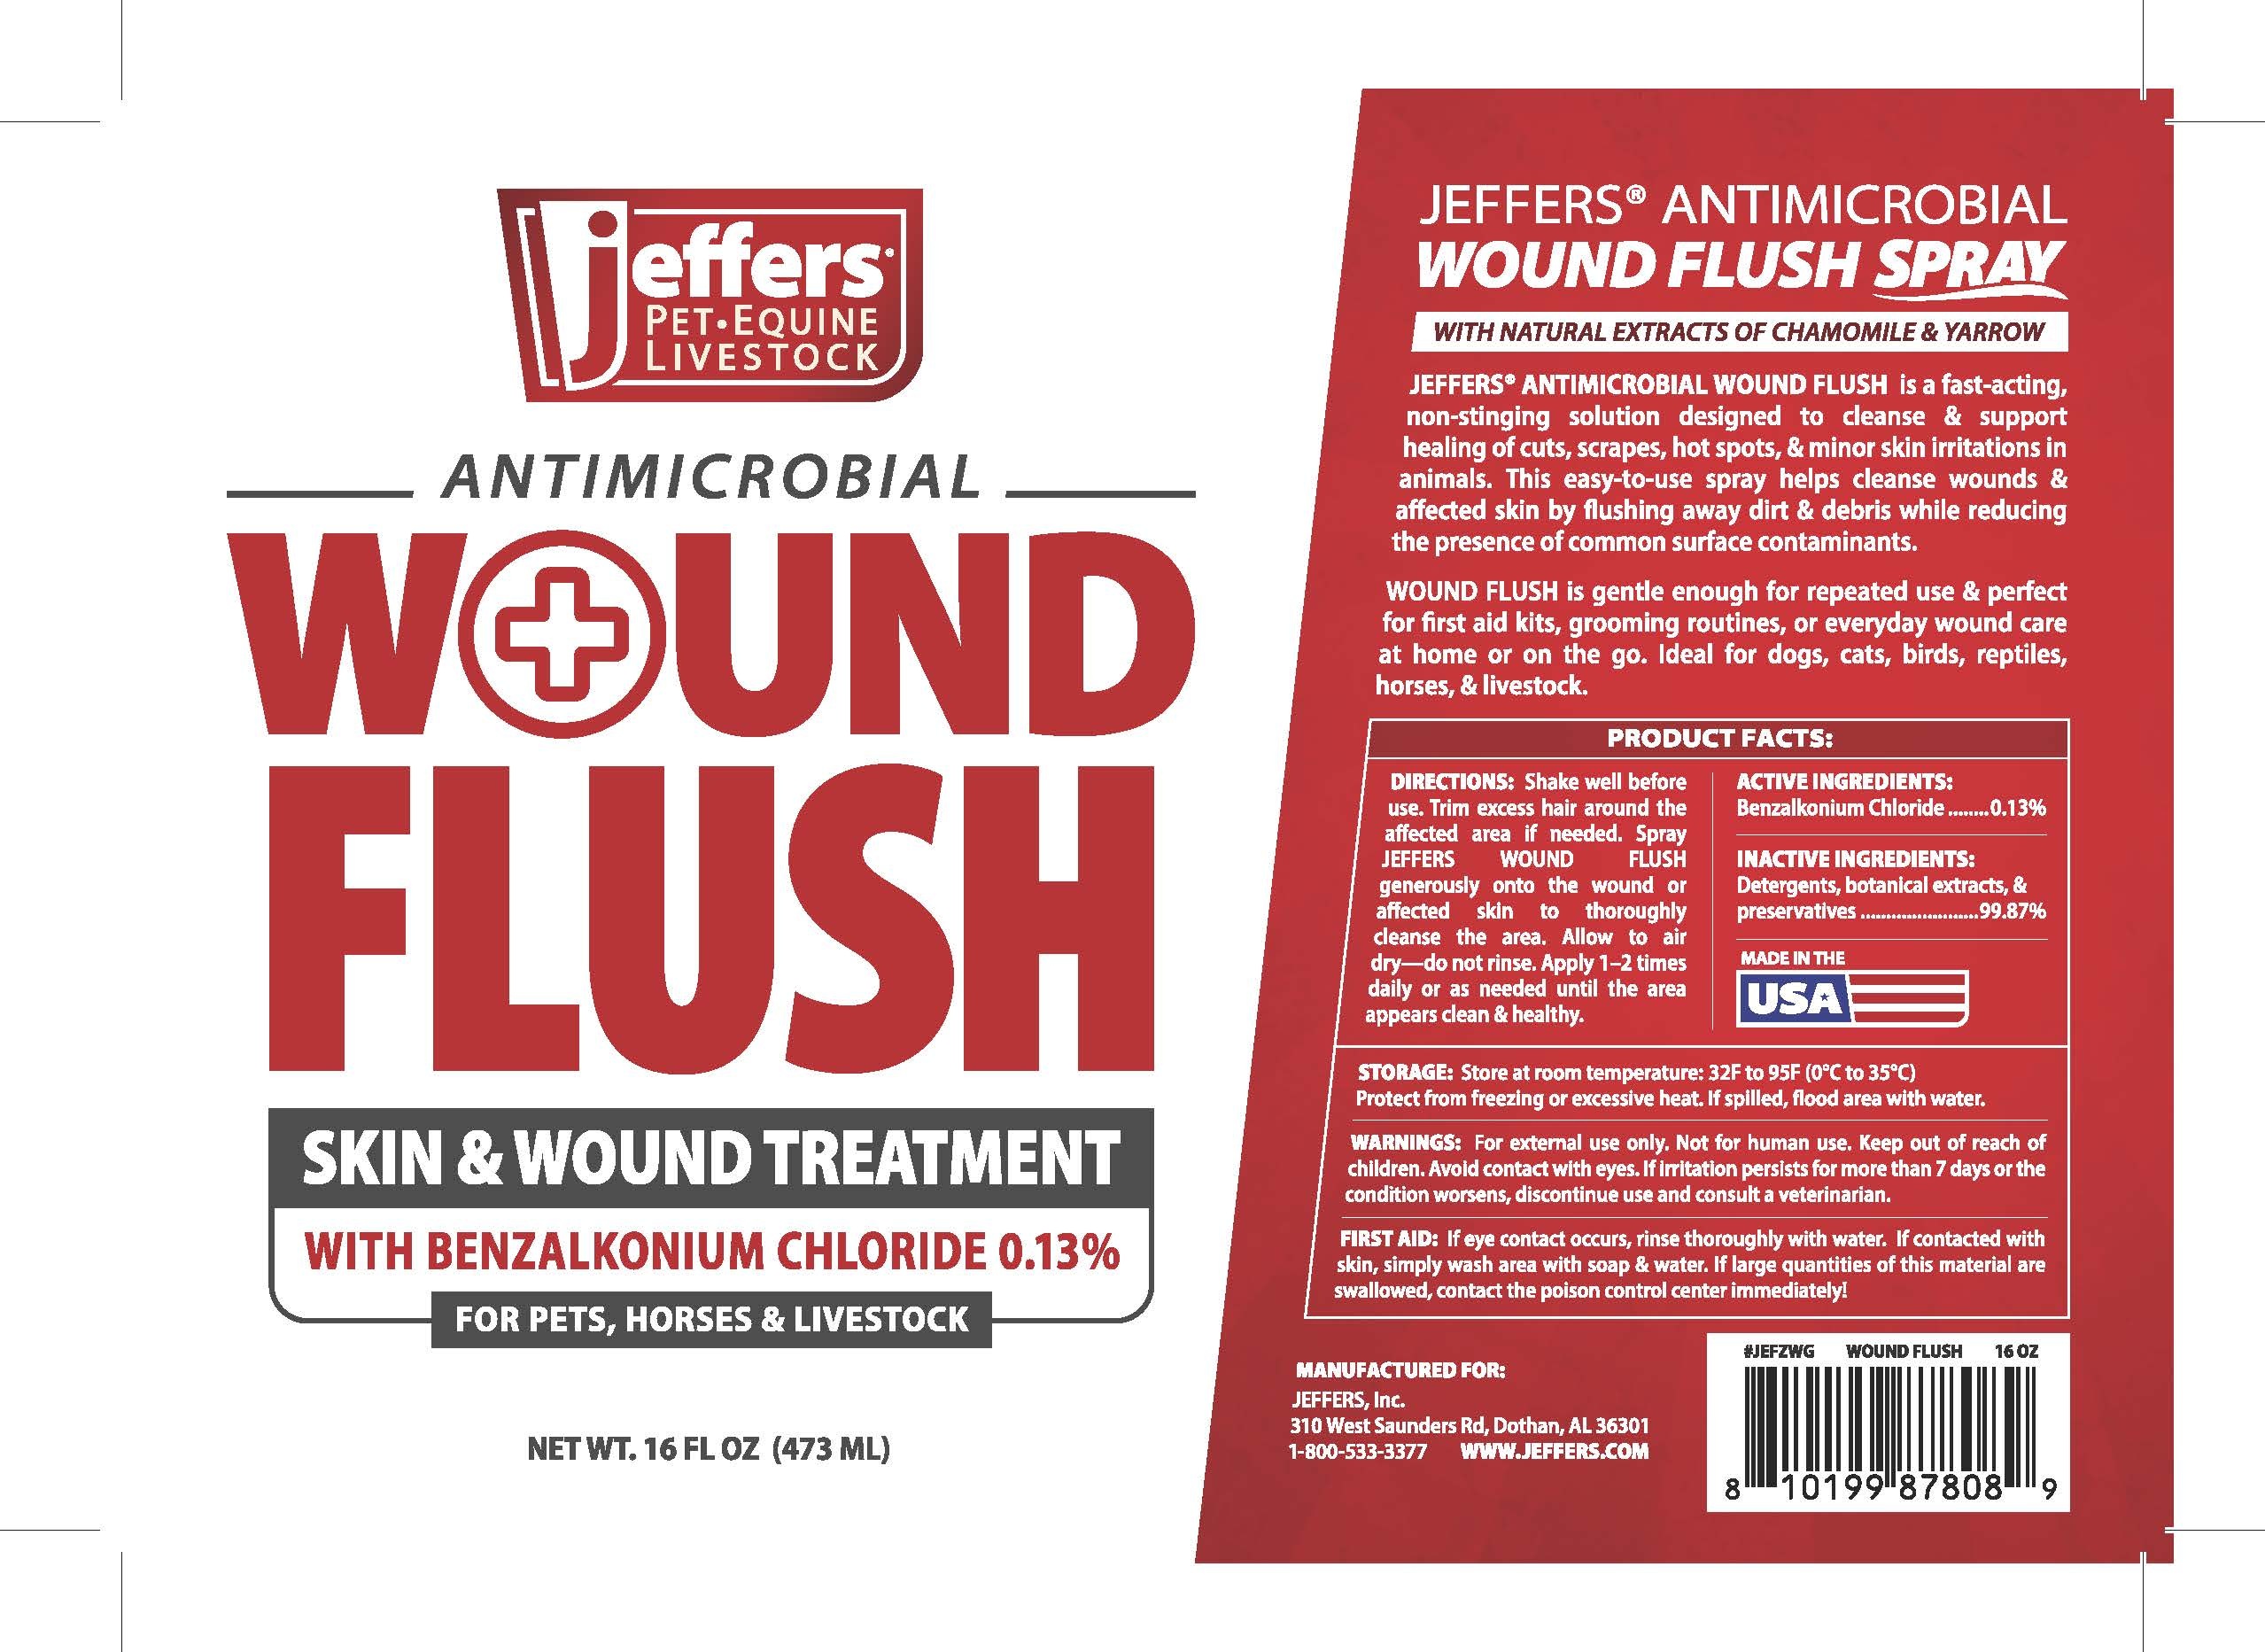 jeffers®
PET•EQUINE
LIVESTOCK
ANTIMICROBIAL
WOUND
FLUSH
SKIN & WOUND TREATMENT
WITH BENZALKONIUM CHLORIDE 0.13%
FOR PETS, HORSES & LIVESTOCK
NET WT. 16 FL OZ (473 ML)
JEFFERS® ANTIMICROBIAL
WOUND FLUSH SPRAY
WITH NATURAL EXTRACTS OF CHAMOMILE & YARROW
JEFFERS® ANTIMICROBIAL WOUND FLUSH is a fast-acting,
non-stinging solution designed to cleanse & support
healing of cuts, scrapes, hot spots, & minor skin irritations in
animals. This easy-to-use spray helps cleanse wounds &
affected skin by flushing away dirt & debris while reducing
the presence of common surface contaminants.
WOUND FLUSH is gentle enough for repeated use & perfect
for first aid kits, grooming routines, or everyday wound care
at home or on the go. Ideal for dogs, cats, birds, reptiles,
horses, & livestock.
PRODUCT FACTS:
DIRECTIONS: Shake well before
use. Trim excess hair around the
affected area if needed. Spray
JEFFERS WOUND FLUSH
generously onto the wound or
affected skin to thoroughly
cleanse the area. Allow to air
dry—do not rinse. Apply 1–2 times
daily or as needed until the area
appears clean & healthy.
ACTIVE INGREDIENTS:
Benzalkonium Chloride ........0.13%
INACTIVE INGREDIENTS:
Detergents, botanical extracts, &
preservatives .......................99.87%
MADE IN THE
USA
STORAGE: Store at room temperature: 32F to 95F (0°C to 35°C)
Protect from freezing or excessive heat. If spilled, flood area with water.
WARNINGS: For external use only. Not for human use. Keep out of reach of
children. Avoid contact with eyes. If irritation persists for more than 7 days or the
condition worsens, discontinue use and consult a veterinarian.
FIRST AID: If eye contact occurs, rinse thoroughly with water. If contacted with
skin, simply wash area with soap & water. If large quantities of this material are
swallowed, contact the poison control center immediately!
MANUFACTURED FOR:
JEFFERS, Inc.
310 West Saunders Rd, Dothan, AL 36301
1-800-533-3377 WWW.JEFFERS.COM
#JEFZWG WOUND FLUSH 16 OZ
8 10199 87808 9